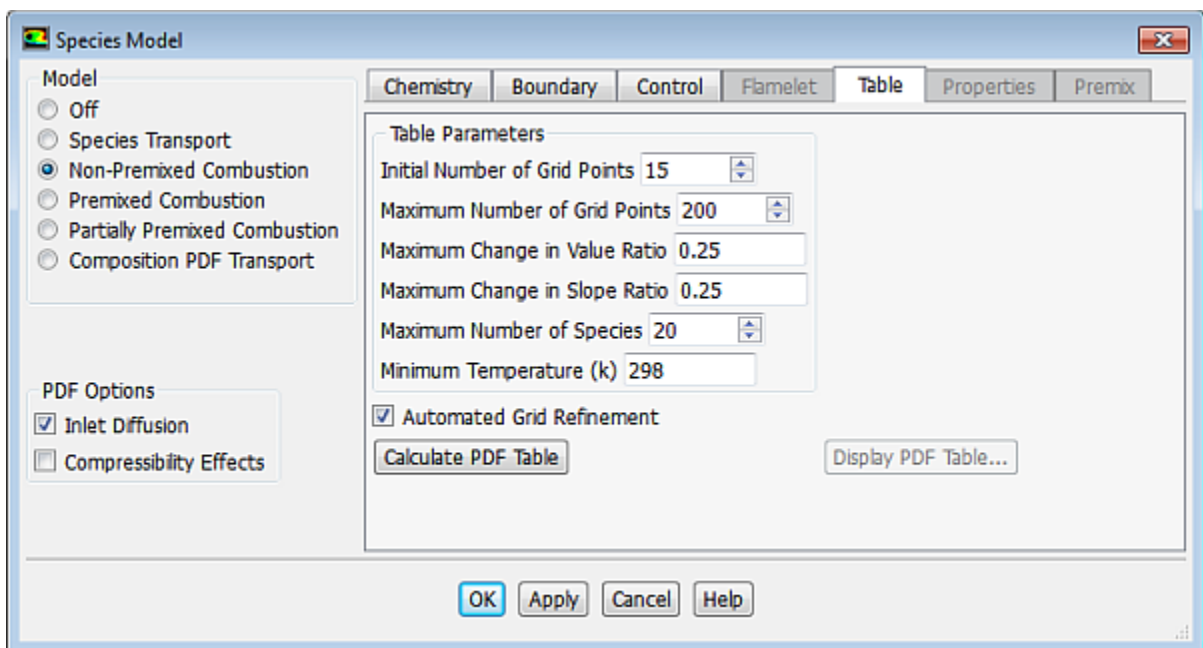 Species Model
Model
Off
Species Transport
Non-Premixed Combustion
Premixed Combustion
Partially Premixed Combustion
Composition PDF Transport
PDF Options
Inlet Diffusion
Compressibility Effects
Chemistry Boundary Control Flamelet Table Properties Premix
Table Parameters
Initial Number of Grid Points 15
Maximum Number of Grid Points 200
Maximum Change in Value Ratio 0.25
Maximum Change in Slope Ratio 0.25
Maximum Number of Species 20
Minimum Temperature (k) 298
Automated Grid Refinement
Calculate PDF Table Display PDF Table...
OK Apply Cancel Help